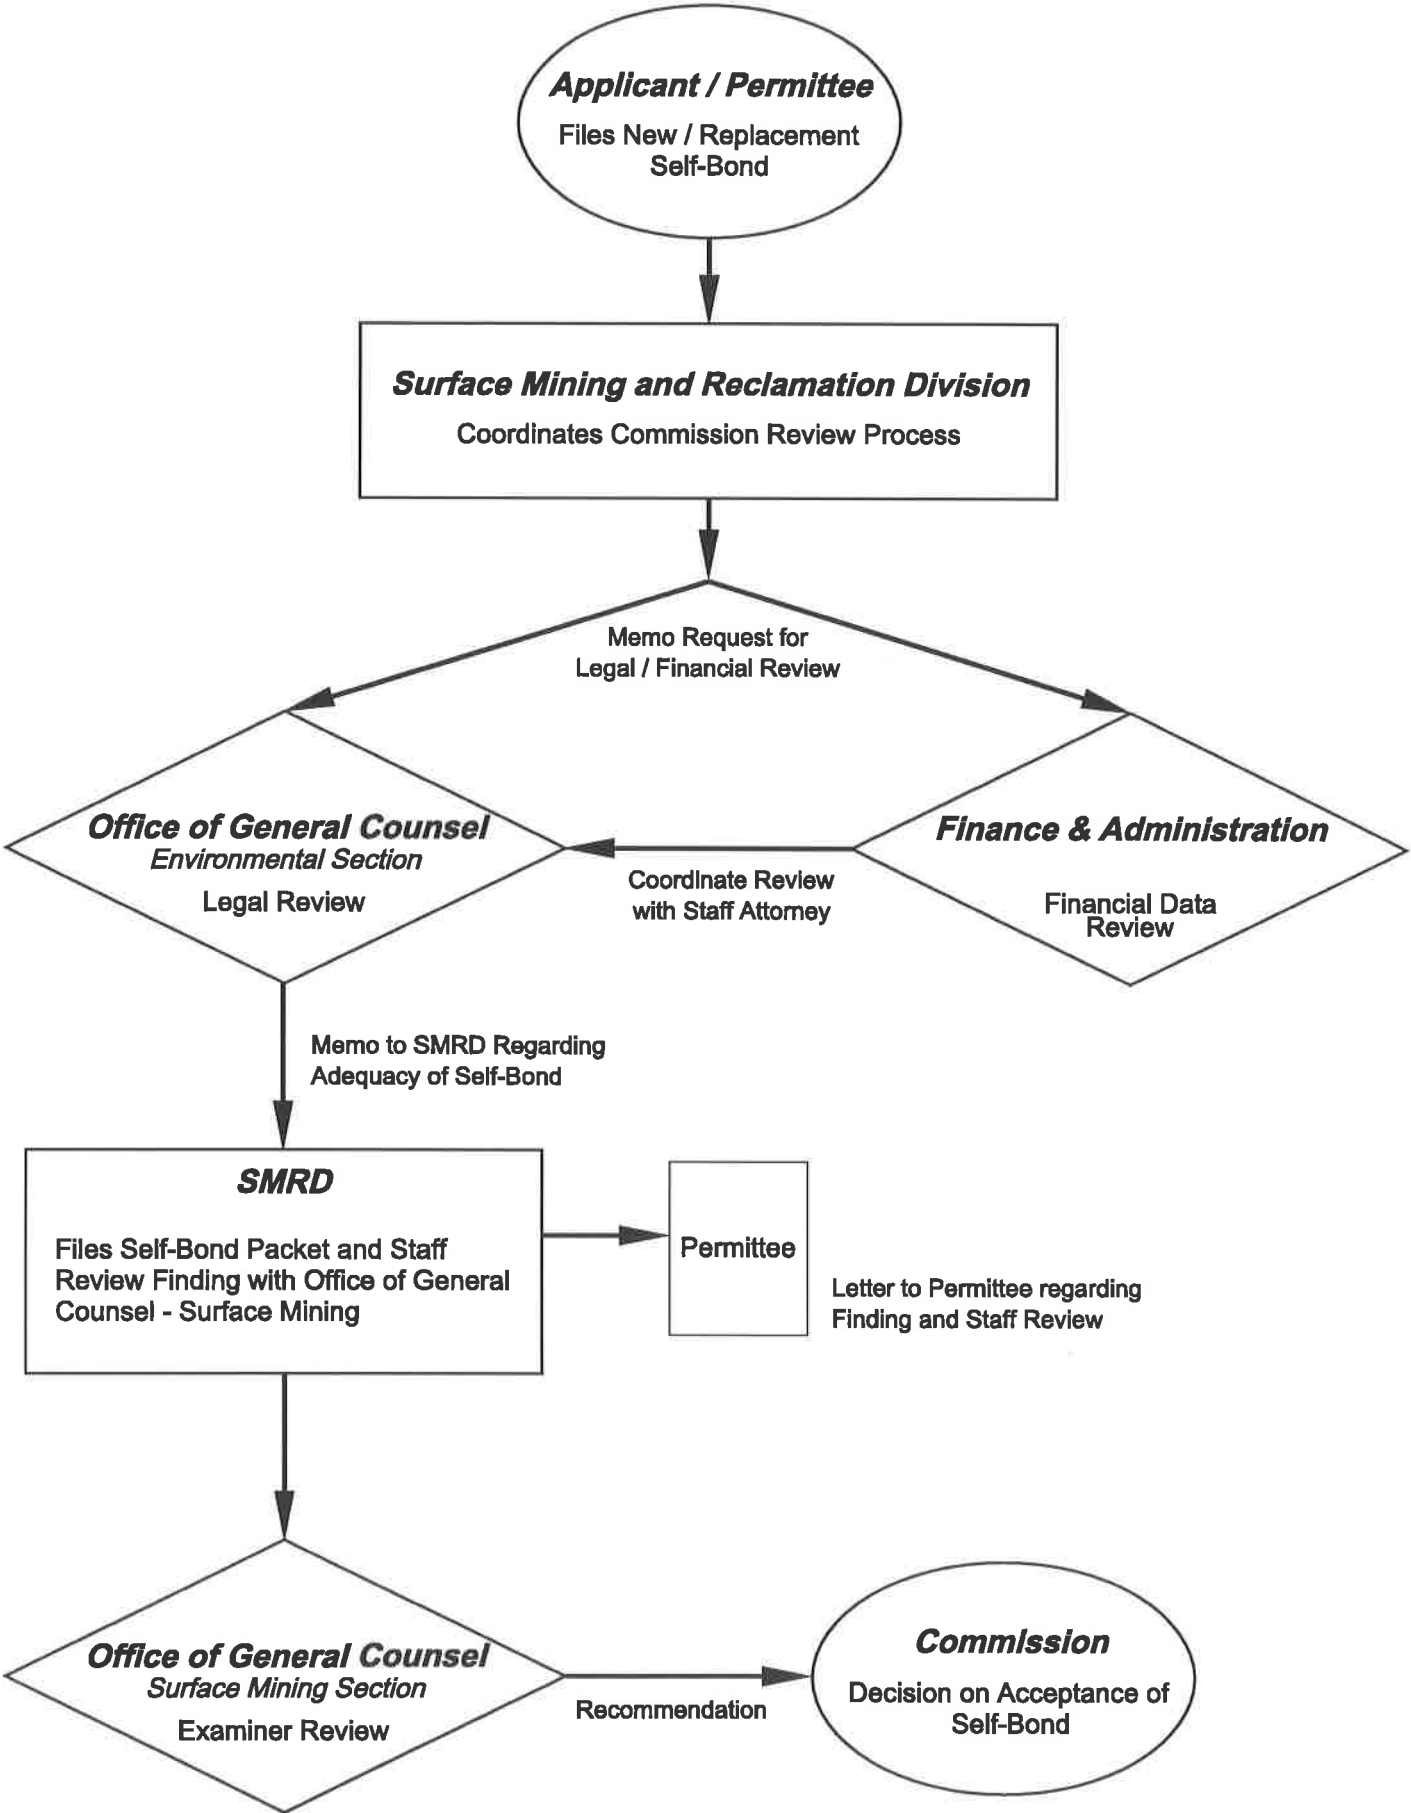 Applicant / Permittee
Files New / Replacement
Self-Bond
Surface Mining and Reclamation Division
Coordinates Commission Review Process
Memo Request for
Legal / Financial Review
Office of General Counsel
Environmental Section
Legal Review
Finance & Administration
Financial Data
Review
Coordinate Review
with Staff Attorney
Memo to SMRD Regarding
Adequacy of Self-Bond
SMRD
Files Self-Bond Packet and Staff
Review Finding with Office of General
Counsel - Surface Mining
Permittee
Letter to Permittee regarding
Finding and Staff Review
Office of General Counsel
Surface Mining Section
Examiner Review
Recommendation
Commission
Decision on Acceptance of
Self-Bond